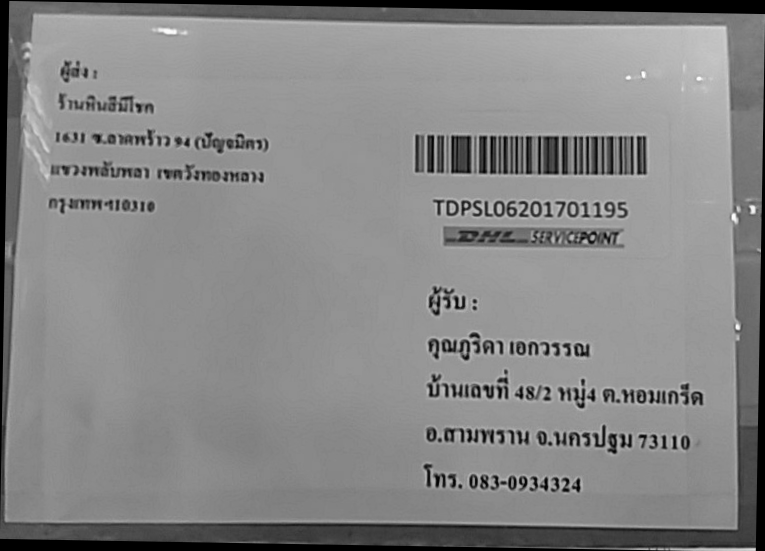 ผู้ส่ง :
ร้านหินสีมีโชค
1631 ซ.ลาดพร้าว 94 (ปัญจมิตร)
แขวงพลับพลา เขตวังทองหลาง
กรุงเทพฯ 10310
TDPSL06201701195
DHL SERVICEPOINT
ผู้รับ :
คุณภูริดา เอกวรรณ
บ้านเลขที่ 48/2 หมู่4 ต.หอมเกร็ด
อ.สามพราน จ.นครปฐม 73110
โทร. 083-0934324